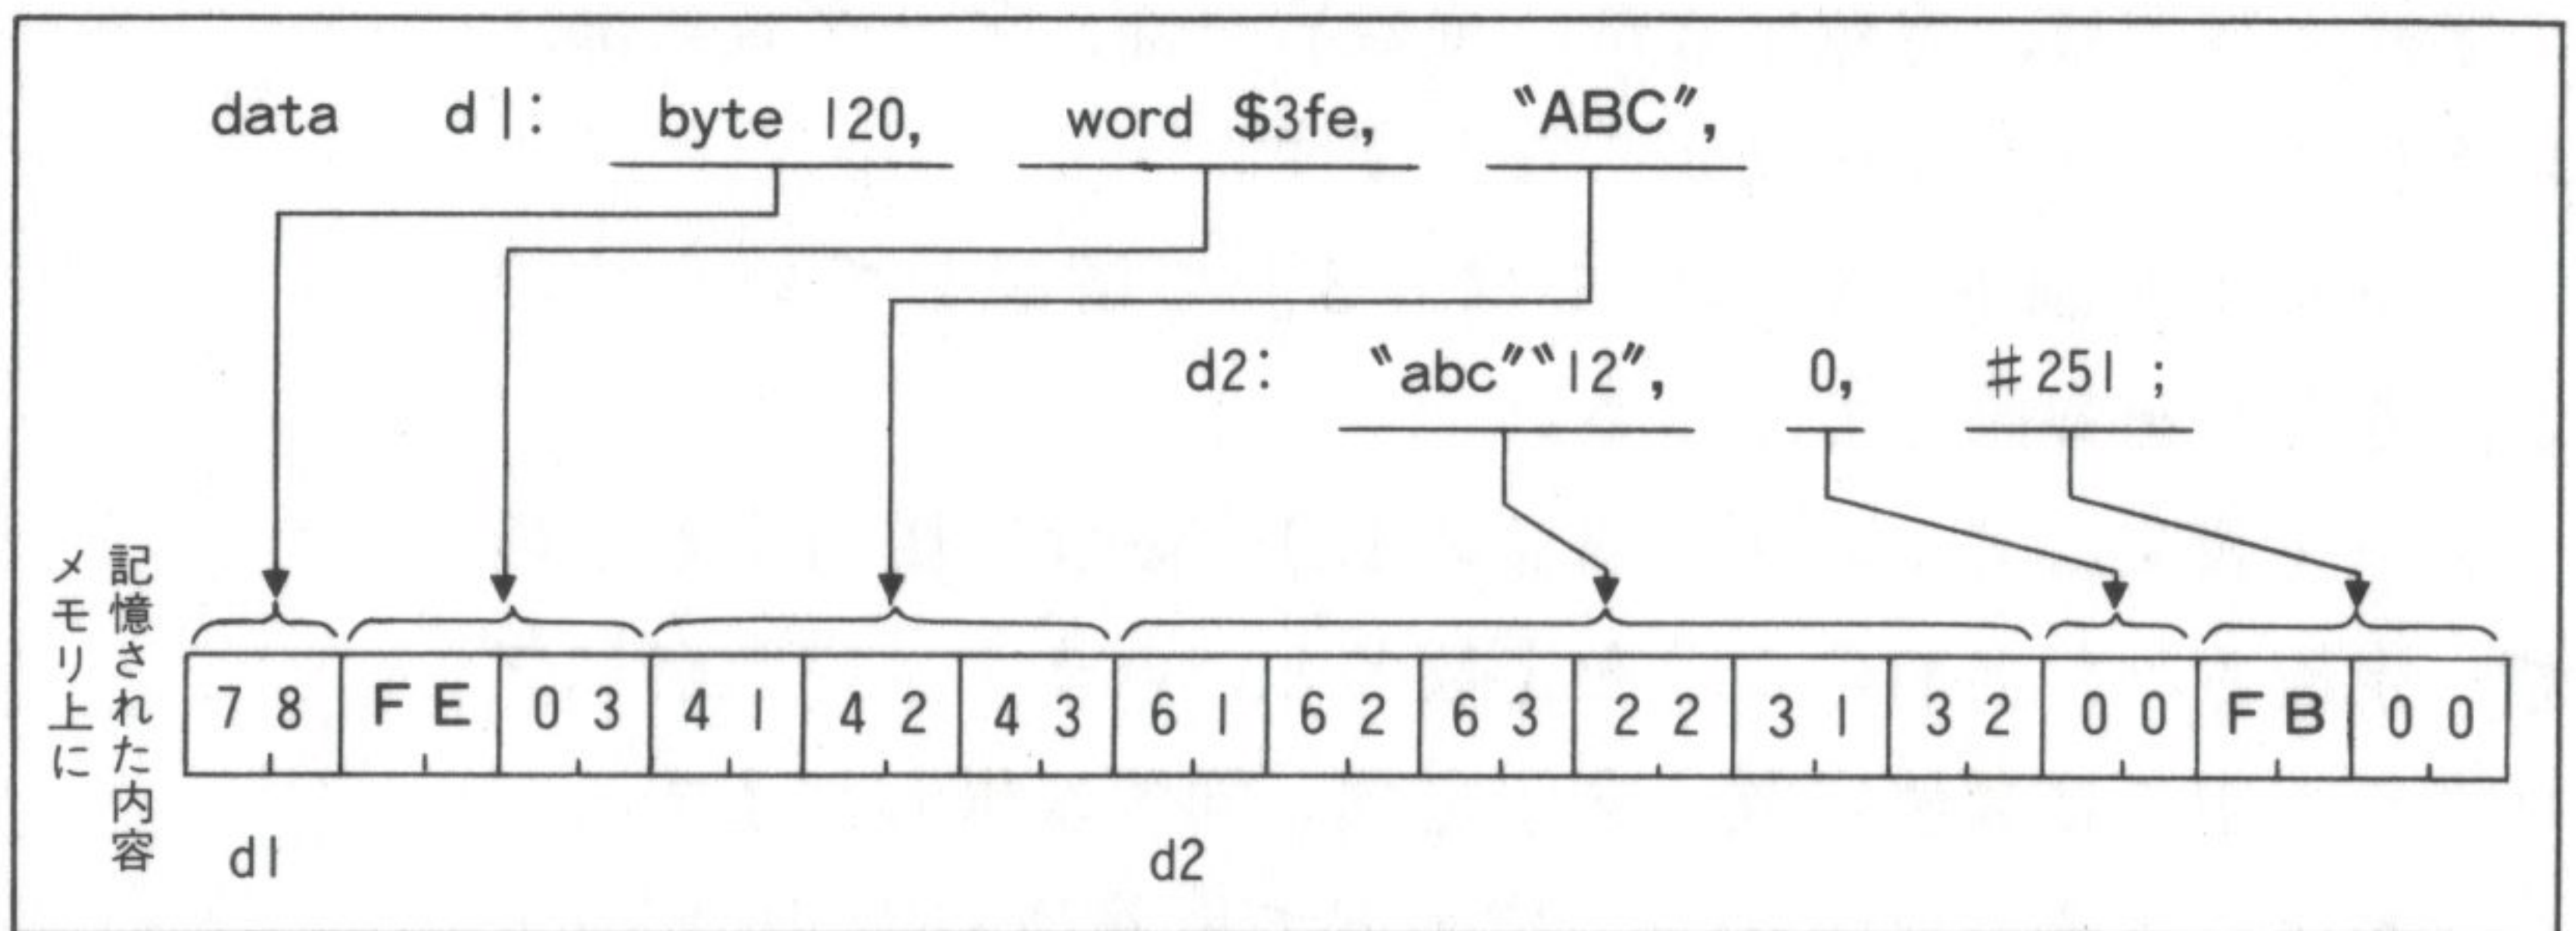 data d1: byte 120, word $3fe, "ABC",
d2: "abc""12", 0, #251 ;
メモリ上に
記憶された内容
78 FE 03 41 42 43 61 62 63 22 31 32 00 FB 00
d1 d2